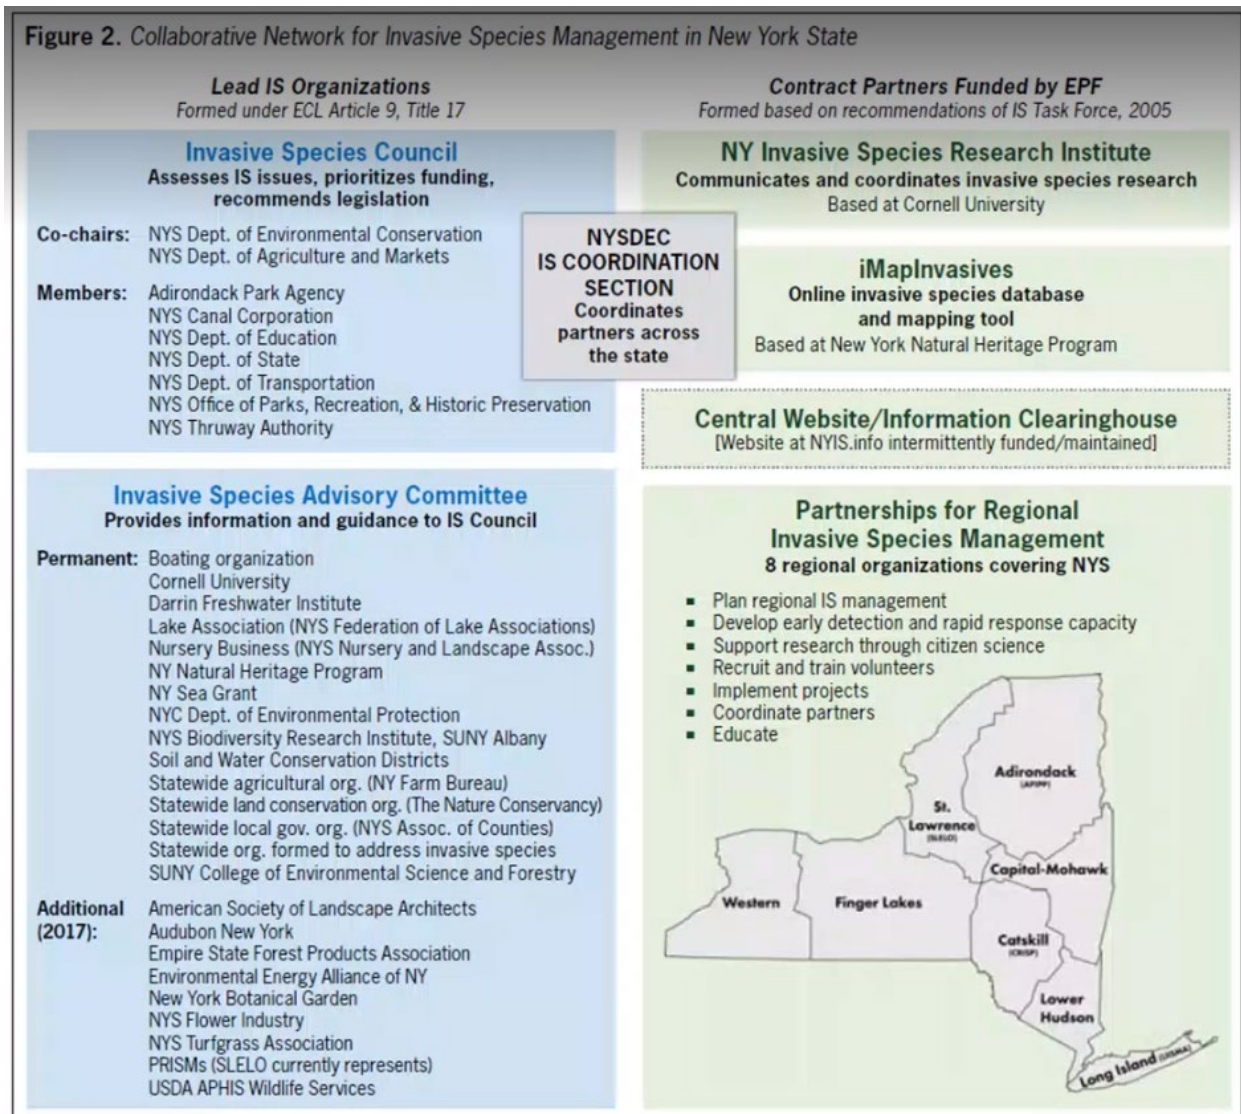 Figure 2. Collaborative Network for Invasive Species Management in New York State
Lead IS Organizations
Formed under ECL Article 9, Title 17
Invasive Species Council
Assesses IS issues, prioritizes funding,
recommends legislation
Co-chairs: NYS Dept. of Environmental Conservation
NYS Dept. of Agriculture and Markets
Members: Adirondack Park Agency
NYS Canal Corporation
NYS Dept. of Education
NYS Dept. of State
NYS Dept. of Transportation
NYS Office of Parks, Recreation, & Historic Preservation
NYS Thruway Authority
NYSDEC
IS COORDINATION
SECTION
Coordinates
partners across
the state
Invasive Species Advisory Committee
Provides information and guidance to IS Council
Permanent: Boating organization
Cornell University
Darrin Freshwater Institute
Lake Association (NYS Federation of Lake Associations)
Nursery Business (NYS Nursery and Landscape Assoc.)
NY Natural Heritage Program
NY Sea Grant
NYC Dept. of Environmental Protection
NYS Biodiversity Research Institute, SUNY Albany
Soil and Water Conservation Districts
Statewide agricultural org. (NY Farm Bureau)
Statewide land conservation org. (The Nature Conservancy)
Statewide local gov. org. (NYS Assoc. of Counties)
Statewide org. formed to address invasive species
SUNY College of Environmental Science and Forestry
Additional American Society of Landscape Architects
(2017): Audubon New York
Empire State Forest Products Association
Environmental Energy Alliance of NY
New York Botanical Garden
NYS Flower Industry
NYS Turfgrass Association
PRISMs (SLELO currently represents)
USDA APHIS Wildlife Services
Contract Partners Funded by EPF
Formed based on recommendations of IS Task Force, 2005
NY Invasive Species Research Institute
Communicates and coordinates invasive species research
Based at Cornell University
iMapInvasives
Online invasive species database
and mapping tool
Based at New York Natural Heritage Program
Central Website/Information Clearinghouse
[Website at NYIS.info intermittently funded/maintained]
Partnerships for Regional
Invasive Species Management
8 regional organizations covering NYS
▪ Plan regional IS management
▪ Develop early detection and rapid response capacity
▪ Support research through citizen science
▪ Recruit and train volunteers
▪ Implement projects
▪ Coordinate partners
▪ Educate
Adirondack
(APIPP)
St.
Lawrence
(SLELO)
Capital-Mohawk
Western
Finger Lakes
Catskill
(CRISP)
Lower
Hudson
Long Island (LIISMA)